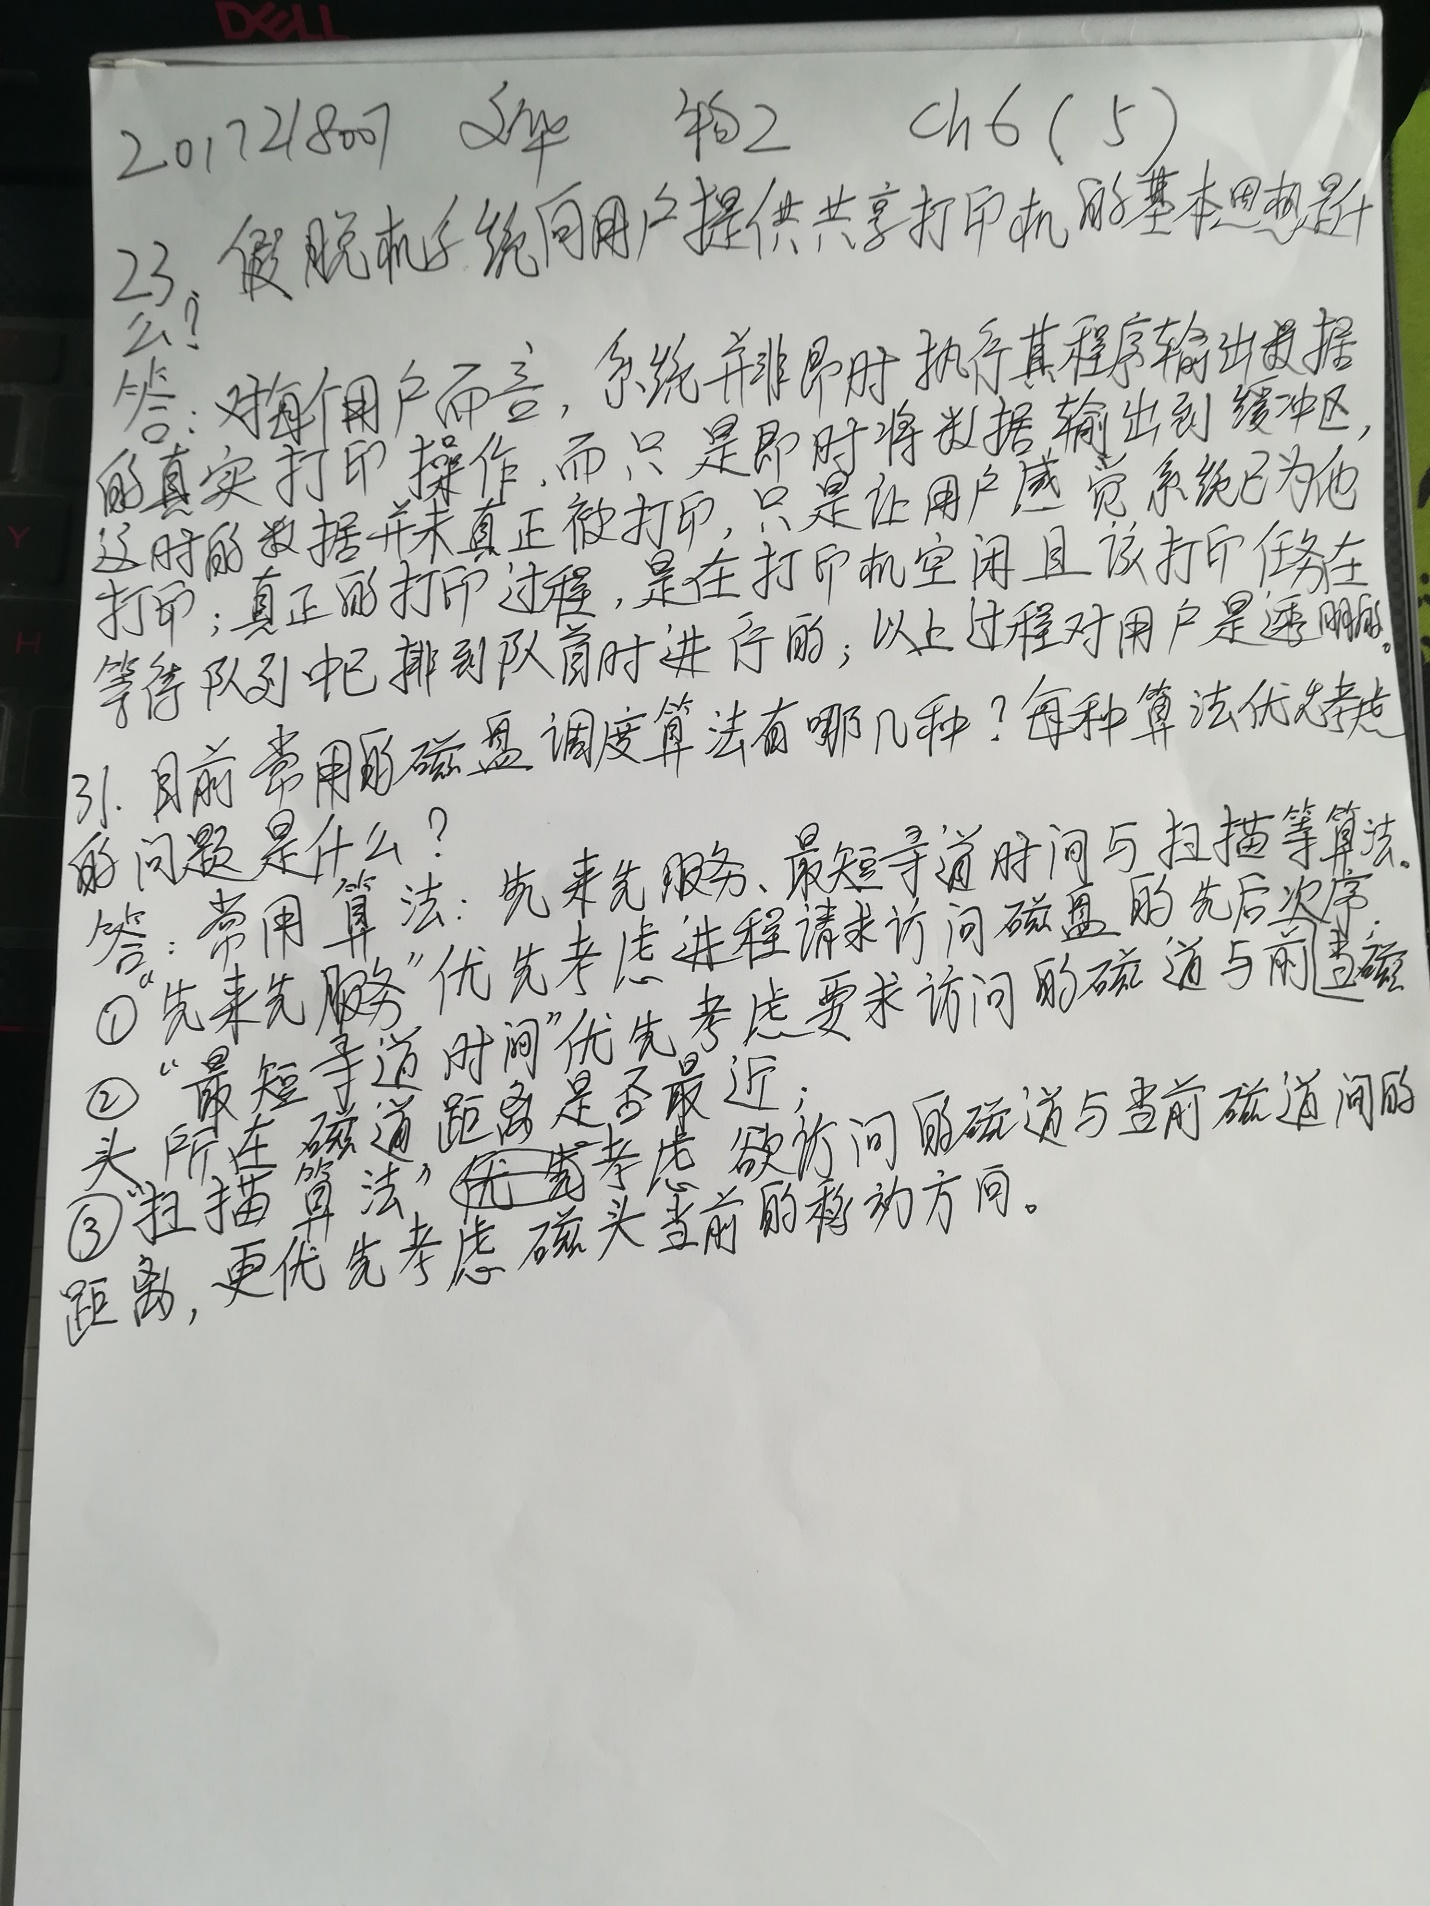 DELL
2017218007 Ch6(5)
23. 假脱机系统向用户提供共享打印机的基本思想是什
么?
答: 对每个用户而言, 系统并非即时执行其程序输出数据
的真实打印操作, 而只是即时将数据输出到缓冲区,
这时的数据并未真正被打印, 只是让用户感觉系统已为他
打印; 真正的打印过程, 是在打印机空闲且该打印任务在
等待队列中已排到队首时进行的; 以上过程对用户是透明的。
31. 目前常用的磁盘调度算法有哪几种? 每种算法优先考虑
的问题是什么?
答: 常用算法: 先来先服务、最短寻道时间与扫描等算法。
①“先来先服务”优先考虑进程请求访问磁盘的先后次序;
②“最短寻道时间”优先考虑要求访问的磁道与前当磁
头所在磁道距离是否最近;
③“扫描算法”优先考虑欲访问的磁道与当前磁道间的
距离, 更优先考虑磁头当前的移动方向。
Y
H